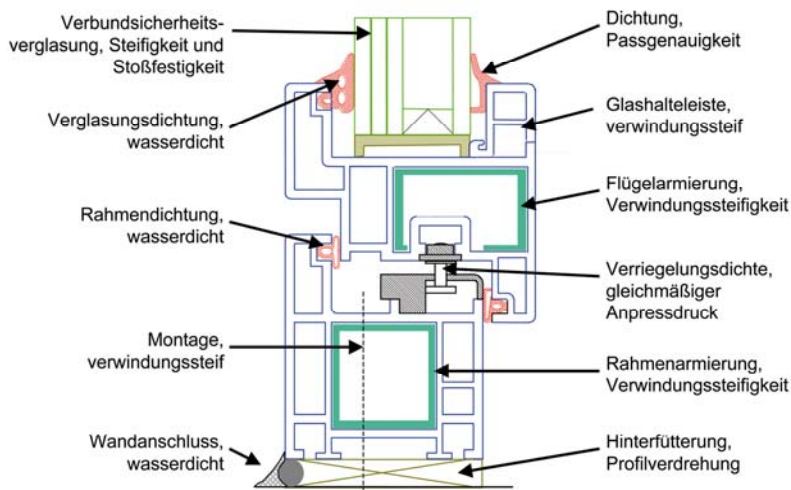 Verbundsicherheits-
verglasung, Steifigkeit und
Stoßfestigkeit
Verglasungsdichtung,
wasserdicht
Rahmendichtung,
wasserdicht
Montage,
verwindungssteif
Wandanschluss,
wasserdicht
Dichtung,
Passgenauigkeit
Glashalteleiste,
verwindungssteif
Flügelarmierung,
Verwindungssteifigkeit
Verriegelungsdichte,
gleichmäßiger
Anpressdruck
Rahmenarmierung,
Verwindungssteifigkeit
Hinterfütterung,
Profilverdrehung